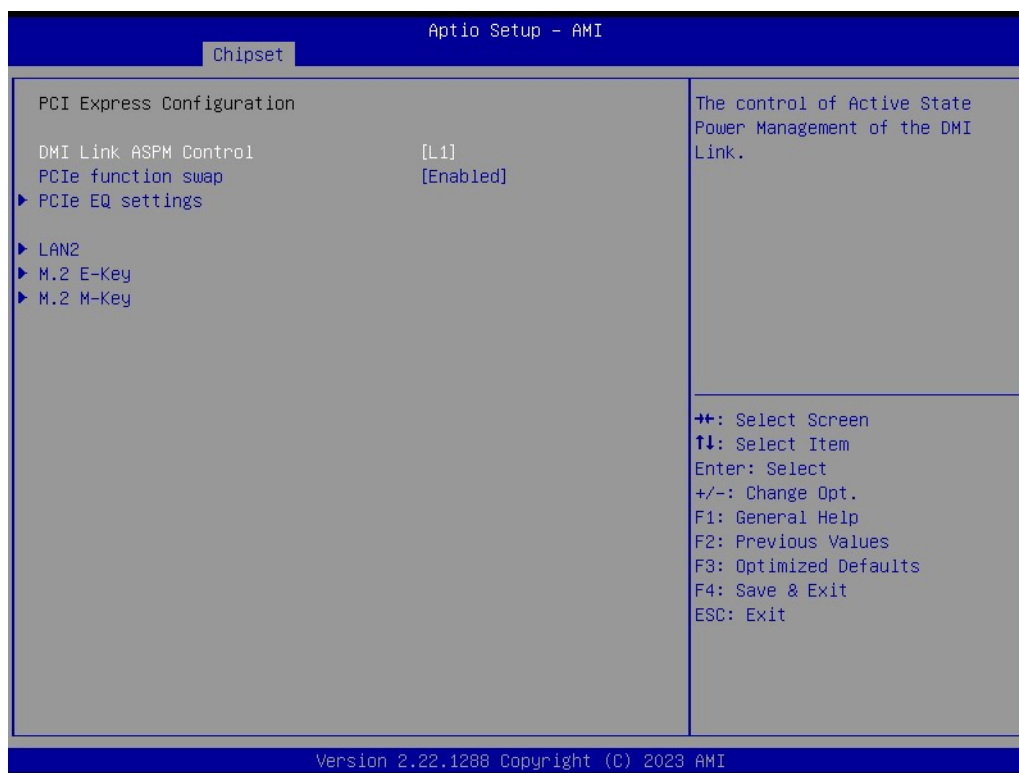 Aptio Setup – AMI
Chipset
PCI Express Configuration
DMI Link ASPM Control [L1]
PCIe function swap [Enabled]
PCIe EQ settings
LAN2
M.2 E-Key
M.2 M-Key
The control of Active State
Power Management of the DMI
Link.
→←: Select Screen
↑↓: Select Item
Enter: Select
+/-: Change Opt.
F1: General Help
F2: Previous Values
F3: Optimized Defaults
F4: Save & Exit
ESC: Exit
Version 2.22.1288 Copyright (C) 2023 AMI